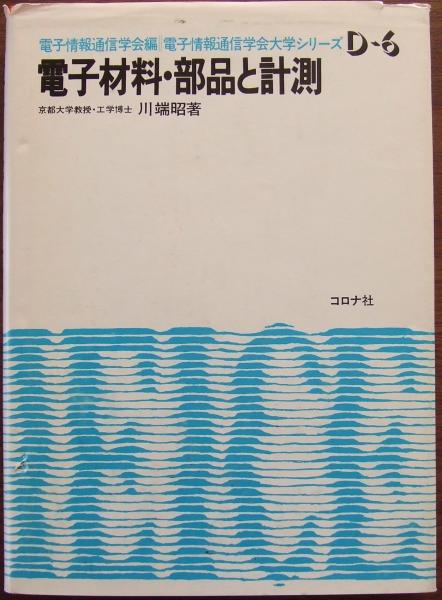 電子情報通信学会編 電子情報通信学会大学シリーズ D-6
電子材料・部品と計測
京都大学教授・工学博士 川端昭著
コロナ社